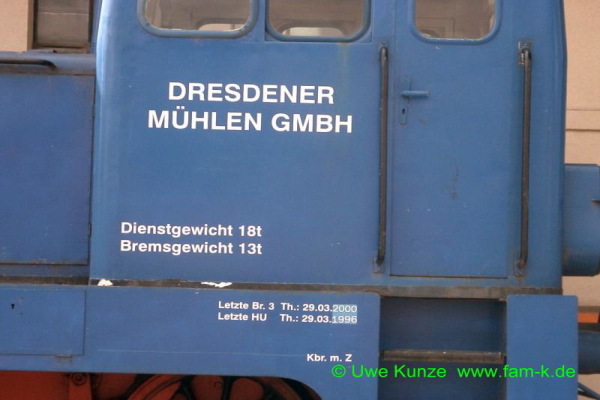 DRESDENER
MÜHLEN GMBH
Dienstgewicht 18t
Bremsgewicht 13t
Letzte Br. 3 Th.: 29.03.2000
Letzte HU Th.: 29.03.1996
Kbr. m. Z
© Uwe Kunze www.fam-k.de